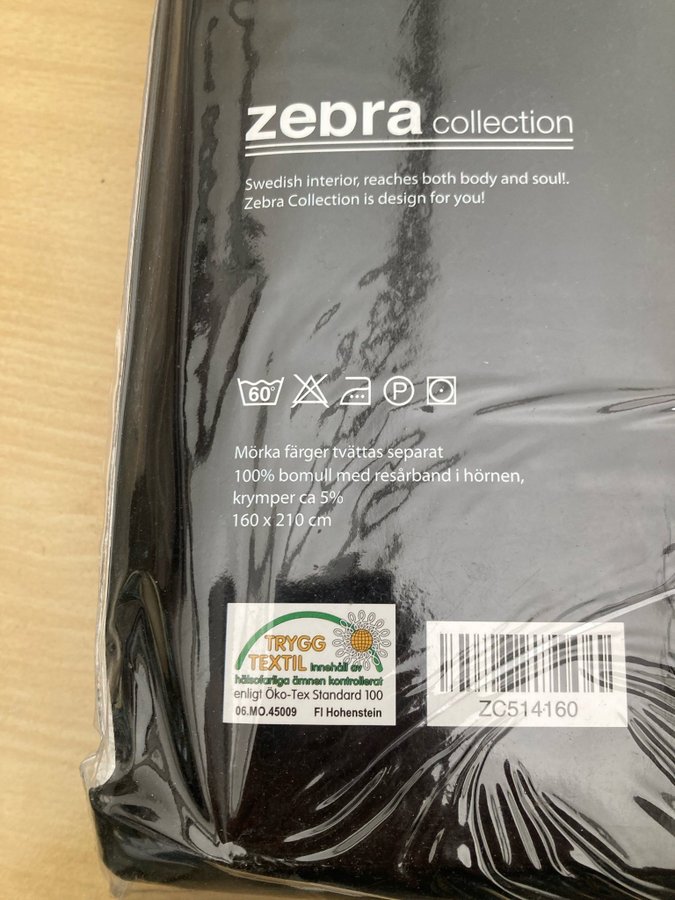 zebra collection
Swedish interior, reaches both body and soul!.
Zebra Collection is design for you!
60°
P
Mörka färger tvättas separat
100% bomull med resårband i hörnen,
krymper ca 5%
160 x 210 cm
TRYGG
TEXTIL Innehåll av
hälsofarliga ämnen kontrollerat
enligt Öko-Tex Standard 100
06.MO.45009 FI Hohenstein
ZC514160